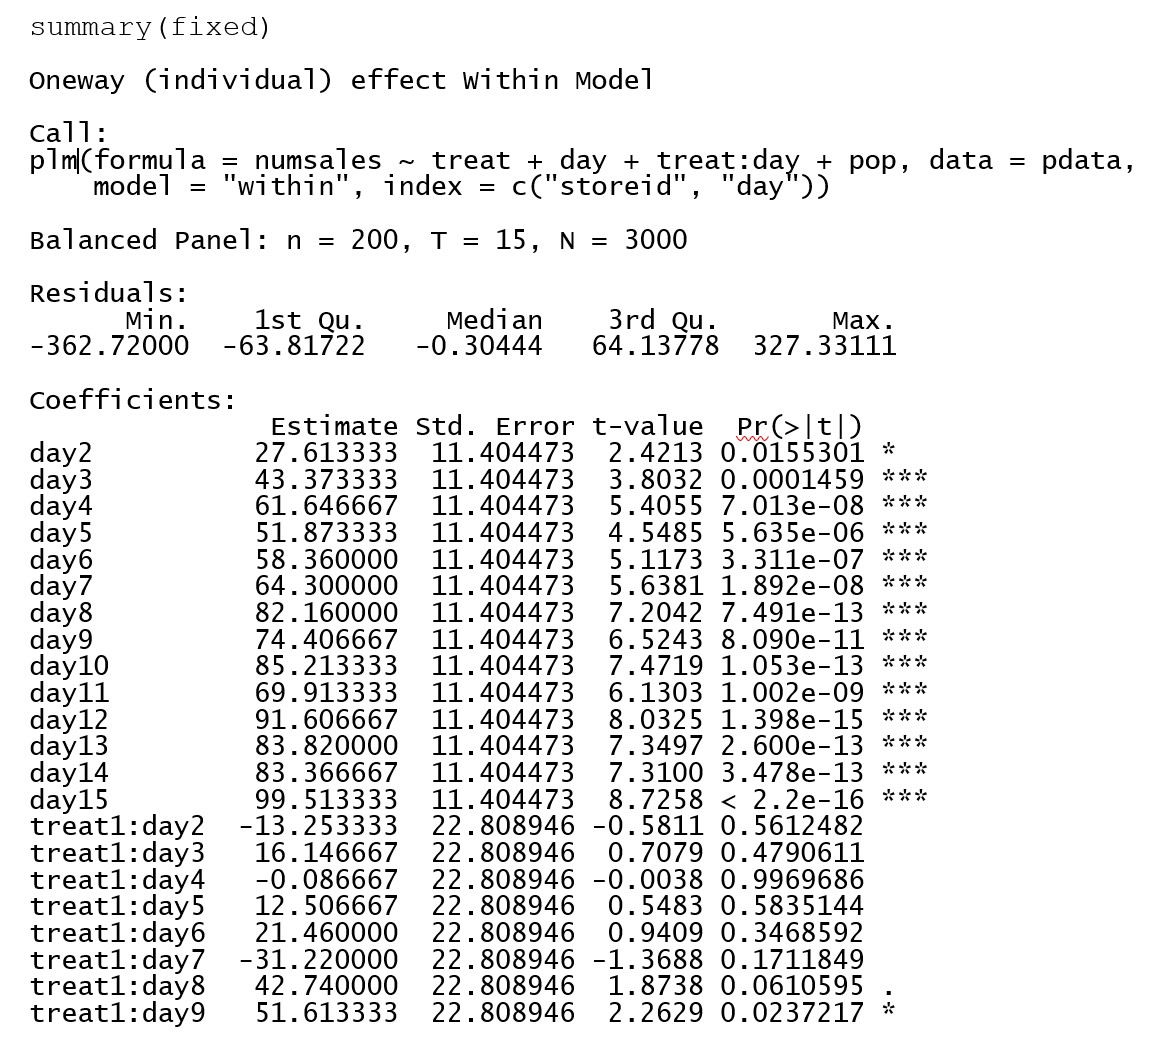 summary(fixed)
Oneway (individual) effect Within Model
Call:
plm(formula = numsales ~ treat + day + treat:day + pop, data = pdata,
    model = "within", index = c("storeid", "day"))
Balanced Panel: n = 200, T = 15, N = 3000
Residuals:
      Min.    1st Qu.     Median    3rd Qu.       Max.
-362.72000  -63.81722   -0.30444   64.13778  327.33111
Coefficients:
               Estimate Std. Error t-value  Pr(>|t|)
day2          27.613333  11.404473  2.4213 0.0155301 *
day3          43.373333  11.404473  3.8032 0.0001459 ***
day4          61.646667  11.404473  5.4055 7.013e-08 ***
day5          51.873333  11.404473  4.5485 5.635e-06 ***
day6          58.360000  11.404473  5.1173 3.311e-07 ***
day7          64.300000  11.404473  5.6381 1.892e-08 ***
day8          82.160000  11.404473  7.2042 7.491e-13 ***
day9          74.406667  11.404473  6.5243 8.090e-11 ***
day10         85.213333  11.404473  7.4719 1.053e-13 ***
day11         69.913333  11.404473  6.1303 1.002e-09 ***
day12         91.606667  11.404473  8.0325 1.398e-15 ***
day13         83.820000  11.404473  7.3497 2.600e-13 ***
day14         83.366667  11.404473  7.3100 3.478e-13 ***
day15         99.513333  11.404473  8.7258 < 2.2e-16 ***
treat1:day2  -13.253333  22.808946 -0.5811 0.5612482
treat1:day3   16.146667  22.808946  0.7079 0.4790611
treat1:day4   -0.086667  22.808946 -0.0038 0.9969686
treat1:day5   12.506667  22.808946  0.5483 0.5835144
treat1:day6   21.460000  22.808946  0.9409 0.3468592
treat1:day7  -31.220000  22.808946 -1.3688 0.1711849
treat1:day8   42.740000  22.808946  1.8738 0.0610595 .
treat1:day9   51.613333  22.808946  2.2629 0.0237217 *